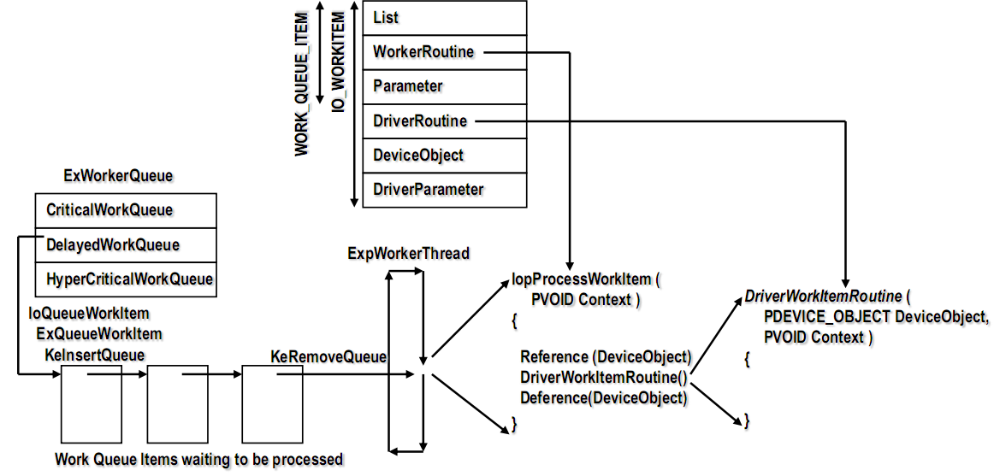 WORK_QUEUE_ITEM
IO_WORKITEM
List
WorkerRoutine
Parameter
DriverRoutine
DeviceObject
DriverParameter
ExWorkerQueue
CriticalWorkQueue
DelayedWorkQueue
HyperCriticalWorkQueue
IoQueueWorkItem
ExQueueWorkItem
KeInsertQueue
Work Queue Items waiting to be processed
KeRemoveQueue
ExpWorkerThread
IopProcessWorkItem (
PVOID Context )
{
Reference (DeviceObject)
DriverWorkItemRoutine()
Deference(DeviceObject)
}
DriverWorkItemRoutine (
PDEVICE_OBJECT DeviceObject,
PVOID Context )
{
}